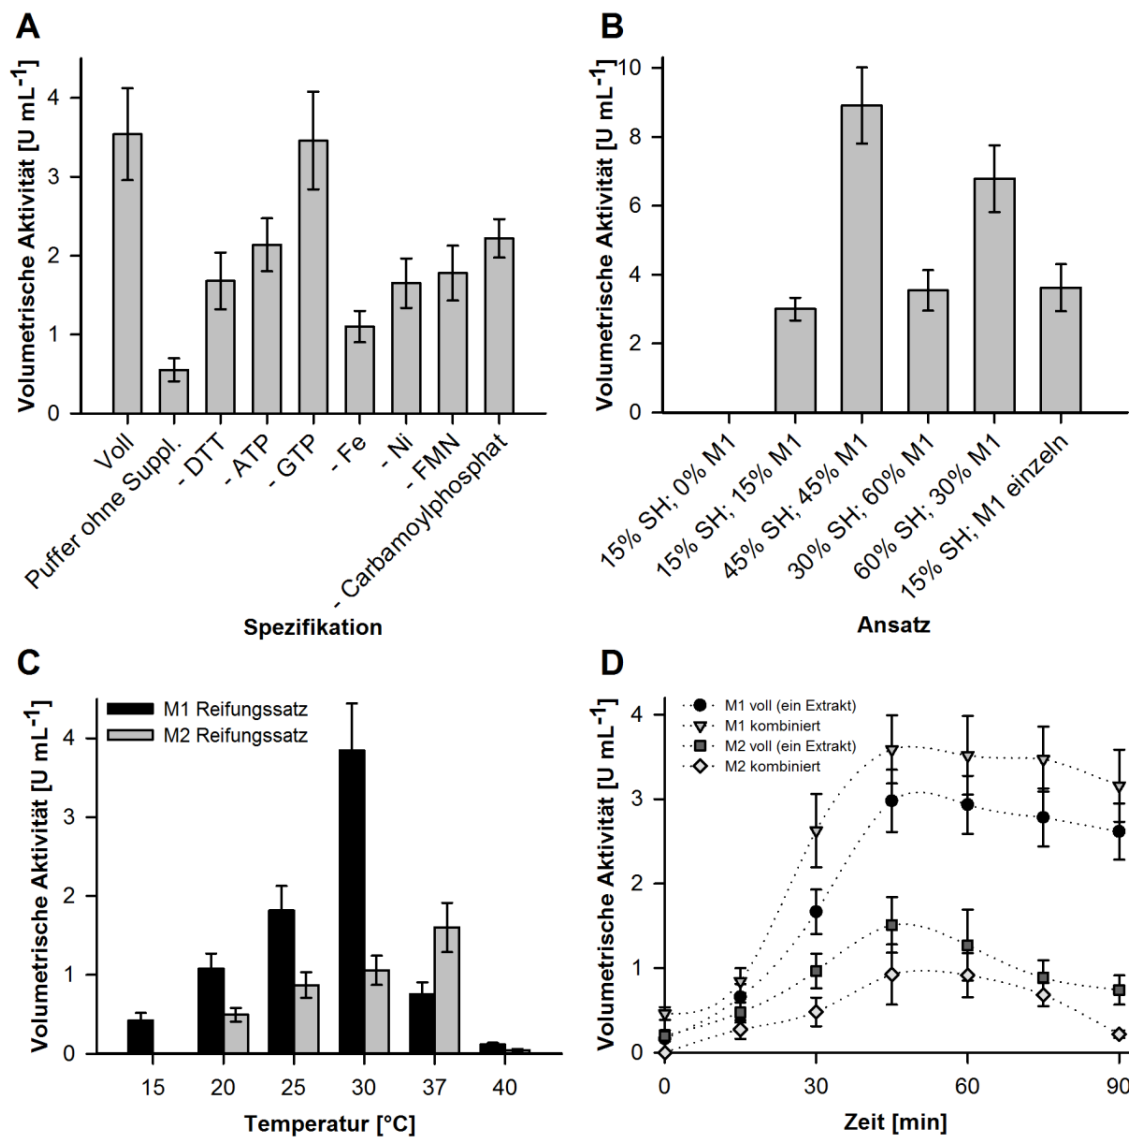 A
Volumetrische Aktivität [U mL⁻¹]
4
3
2
1
0
Voll
Puffer ohne Suppl.
- DTT
- ATP
- GTP
- Fe
- Ni
- FMN
- Carbamoylphosphat
Spezifikation
B
Volumetrische Aktivität [U mL⁻¹]
10
8
6
4
2
0
15% SH; 0% M1
15% SH; 15% M1
45% SH; 45% M1
30% SH; 60% M1
60% SH; 30% M1
15% SH; M1 einzeln
Ansatz
C
Volumetrische Aktivität [U mL⁻¹]
M1 Reifungssatz
M2 Reifungssatz
4
3
2
1
0
15 20 25 30 37 40
Temperatur [°C]
D
Volumetrische Aktivität [U mL⁻¹]
M1 voll (ein Extrakt)
M1 kombiniert
M2 voll (ein Extrakt)
M2 kombiniert
4
3
2
1
0
0 30 60 90
Zeit [min]